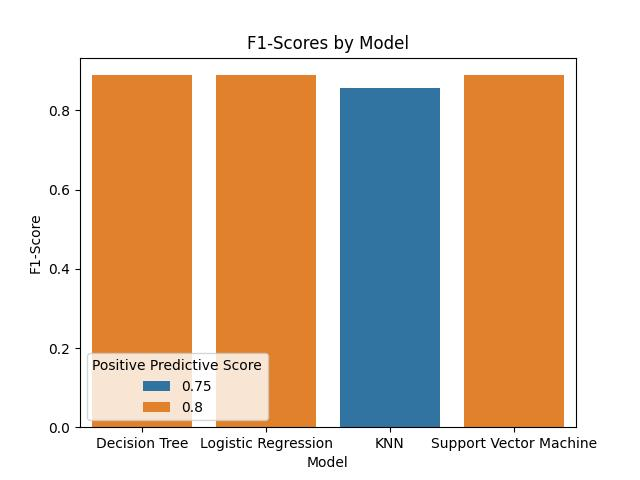 F1-Scores by Model
F1-Score
0.8
0.6
0.4
0.2
0.0
Positive Predictive Score
0.75
0.8
Decision Tree Logistic Regression KNN Support Vector Machine
Model